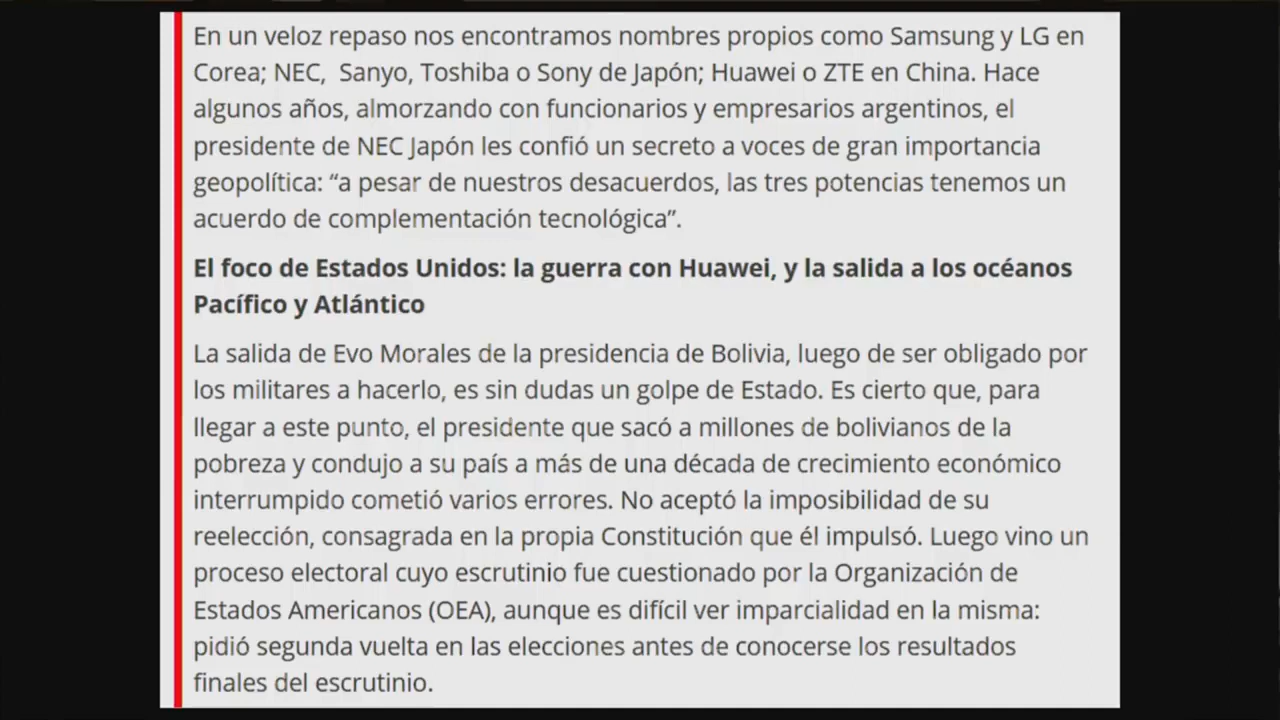 En un veloz repaso nos encontramos nombres propios como Samsung y LG en
Corea; NEC,  Sanyo, Toshiba o Sony de Japón; Huawei o ZTE en China. Hace
algunos años, almorzando con funcionarios y empresarios argentinos, el
presidente de NEC Japón les confió un secreto a voces de gran importancia
geopolítica: “a pesar de nuestros desacuerdos, las tres potencias tenemos un
acuerdo de complementación tecnológica”.
El foco de Estados Unidos: la guerra con Huawei, y la salida a los océanos
Pacífico y Atlántico
La salida de Evo Morales de la presidencia de Bolivia, luego de ser obligado por
los militares a hacerlo, es sin dudas un golpe de Estado. Es cierto que, para
llegar a este punto, el presidente que sacó a millones de bolivianos de la
pobreza y condujo a su país a más de una década de crecimiento económico
interrumpido cometió varios errores. No aceptó la imposibilidad de su
reelección, consagrada en la propia Constitución que él impulsó. Luego vino un
proceso electoral cuyo escrutinio fue cuestionado por la Organización de
Estados Americanos (OEA), aunque es difícil ver imparcialidad en la misma:
pidió segunda vuelta en las elecciones antes de conocerse los resultados
finales del escrutinio.